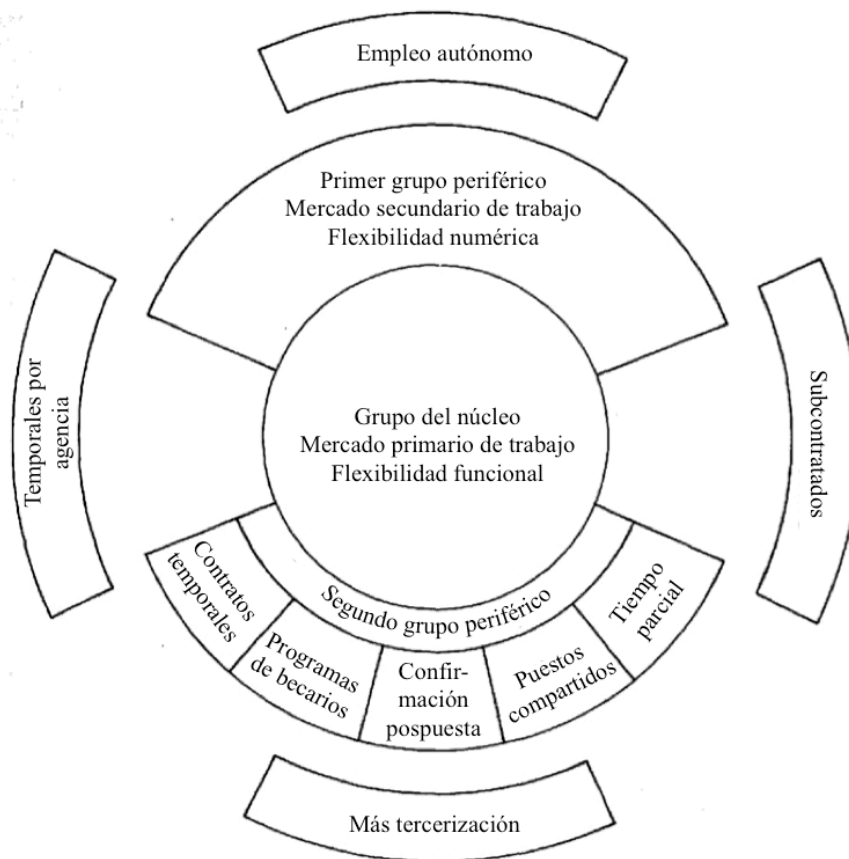 Empleo autónomo
Primer grupo periférico
Mercado secundario de trabajo
Flexibilidad numérica
Temporales por
agencia
Grupo del núcleo
Mercado primario de trabajo
Flexibilidad funcional
Subcontratados
Segundo grupo periférico
Contratos
temporales
Programas
de becarios
Confir-
mación
pospuesta
Puestos
compartidos
Tiempo
parcial
Más tercerización